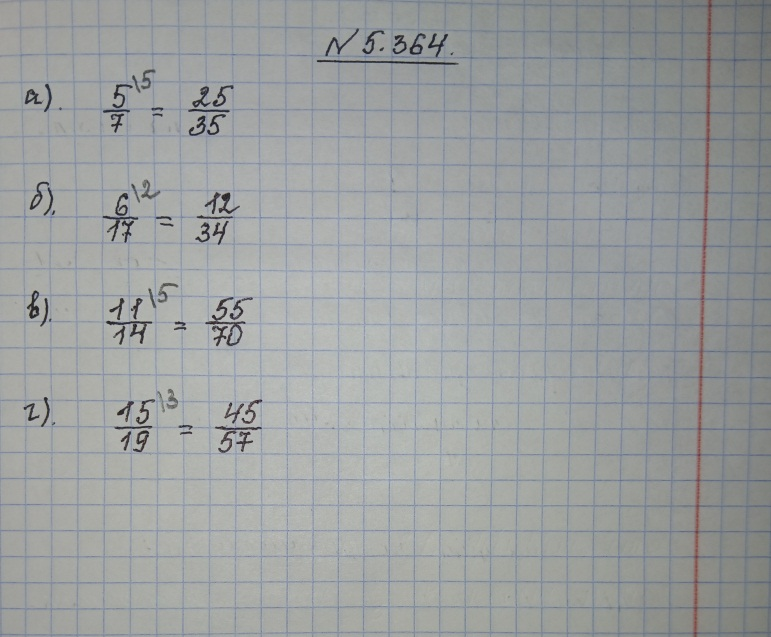 № 5.364.
а). 5/7 \5 = 25/35
б). 6/17 \2 = 12/34
в). 11/14 \5 = 55/70
г). 15/19 \3 = 45/57